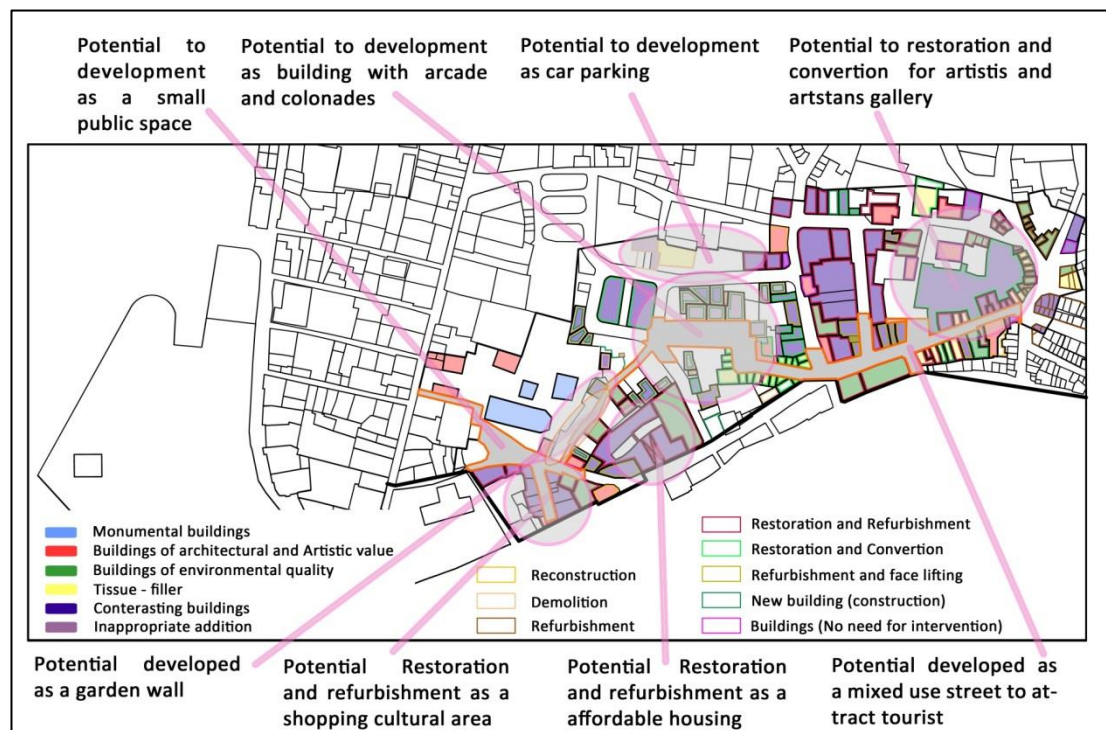 Potential to
development
as a small
public space
Potential to development
as building with arcade
and colonades
Potential to development
as car parking
Potential to restoration and
convertion for artistis and
artstans gallery
Monumental buildings
Buildings of architectural and Artistic value
Buildings of environmental quality
Tissue - filler
Conterasting buildings
Inappropriate addition
Reconstruction
Demolition
Refurbishment
Restoration and Refurbishment
Restoration and Convertion
Refurbishment and face lifting
New building (construction)
Buildings (No need for intervention)
Potential developed
as a garden wall
Potential Restoration
and refurbishment as a
shopping cultural area
Potential Restoration
and refurbishment as a
affordable housing
Potential developed as
a mixed use street to at-
tract tourist